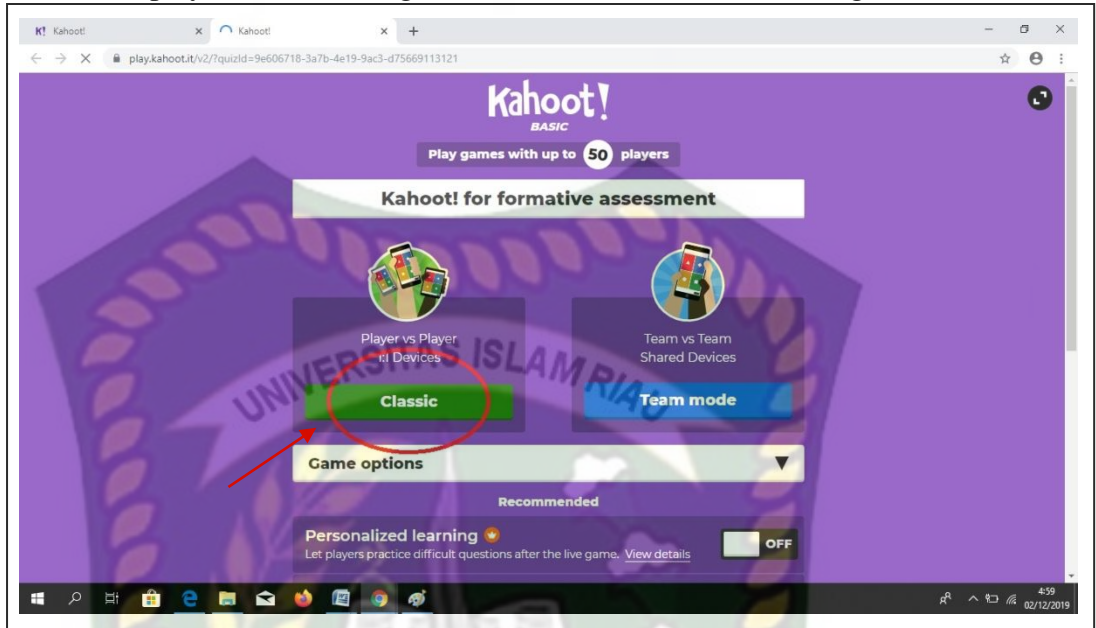 K! Kahoot!
Kahoot!
play.kahoot.it/v2/?quizId=9e606718-3a7b-4e19-9ac3-d75669113121
Kahoot!
BASIC
Play games with up to 50 players
Kahoot! for formative assessment
Player vs Player
1:1 Devices
Classic
Team vs Team
Shared Devices
Team mode
UNIVERSITAS ISLAM RIAU
Game options
Recommended
Personalized learning
Let players practice difficult questions after the live game. View details
OFF
4:59
02/12/2019